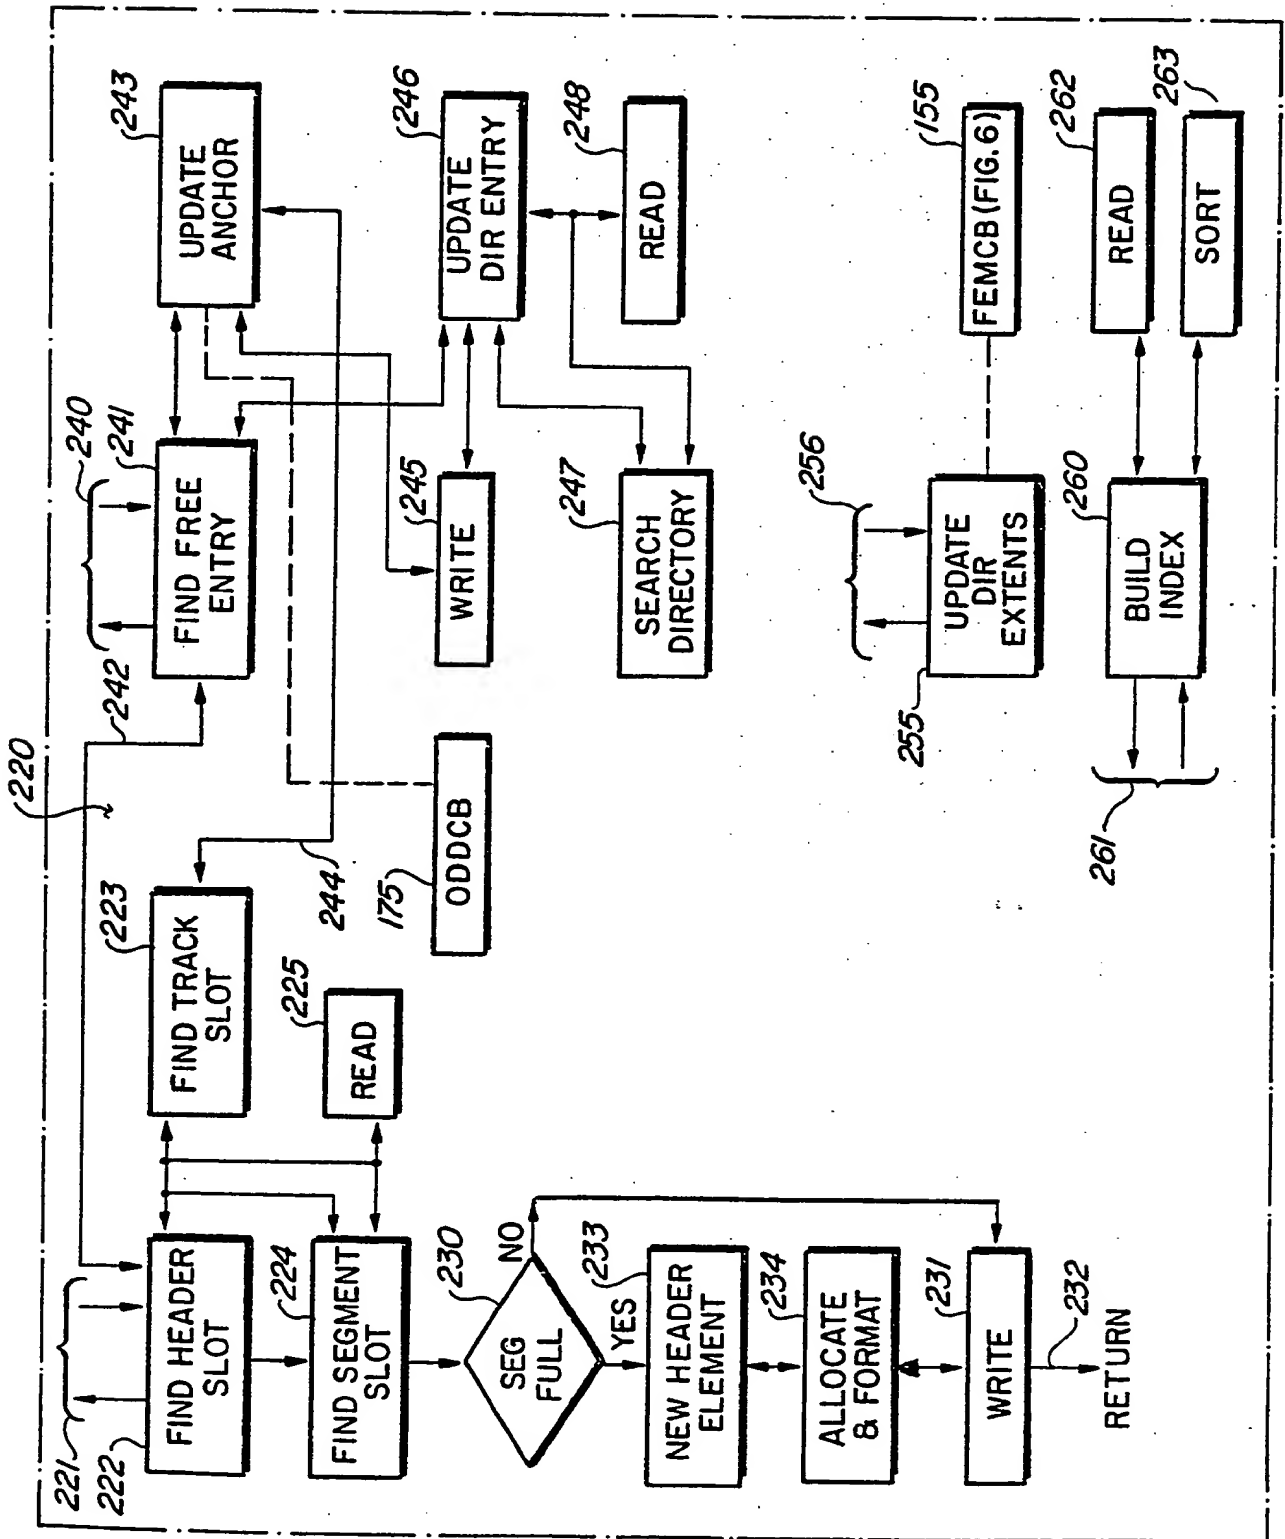 220
221
222
FIND HEADER
SLOT
223
FIND TRACK
SLOT
242
240
241
FIND FREE
ENTRY
243
UPDATE
ANCHOR
224
FIND SEGMENT
SLOT
225
READ
244
175
ODDCB
245
WRITE
246
UPDATE
DIR ENTRY
230
SEG
FULL
NO
YES
247
SEARCH
DIRECTORY
248
READ
233
NEW HEADER
ELEMENT
234
ALLOCATE
& FORMAT
231
WRITE
232
RETURN
255
256
UPDATE
DIR
EXTENTS
155
FEMCB (FIG. 6)
261
260
BUILD
INDEX
262
READ
263
SORT